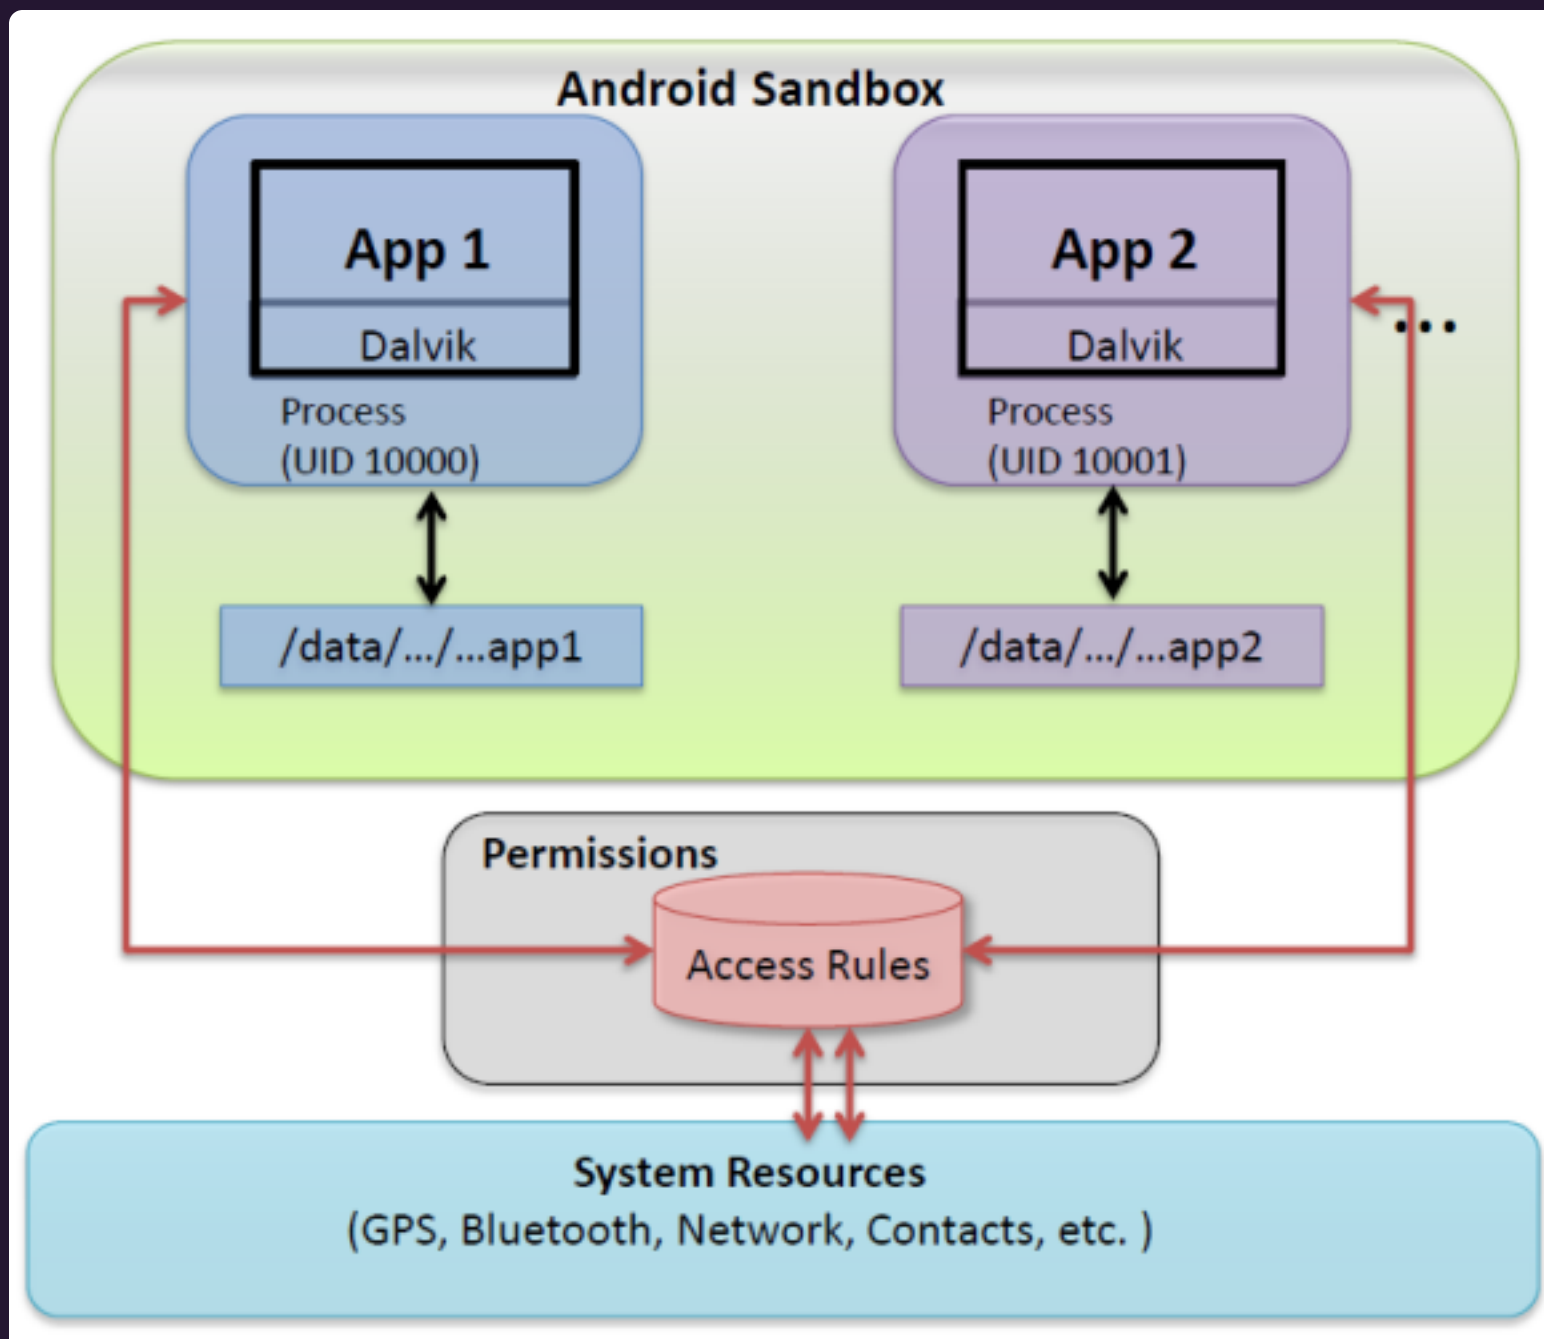 Android Sandbox
App 1
Dalvik
Process
(UID 10000)
/data/.../...app1
App 2
Dalvik
Process
(UID 10001)
/data/.../...app2
...
Permissions
Access Rules
System Resources
(GPS, Bluetooth, Network, Contacts, etc. )